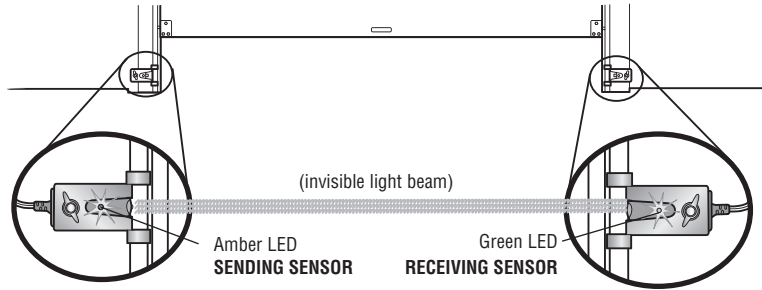 (invisible light beam)
Amber LED
SENDING SENSOR
Green LED
RECEIVING SENSOR